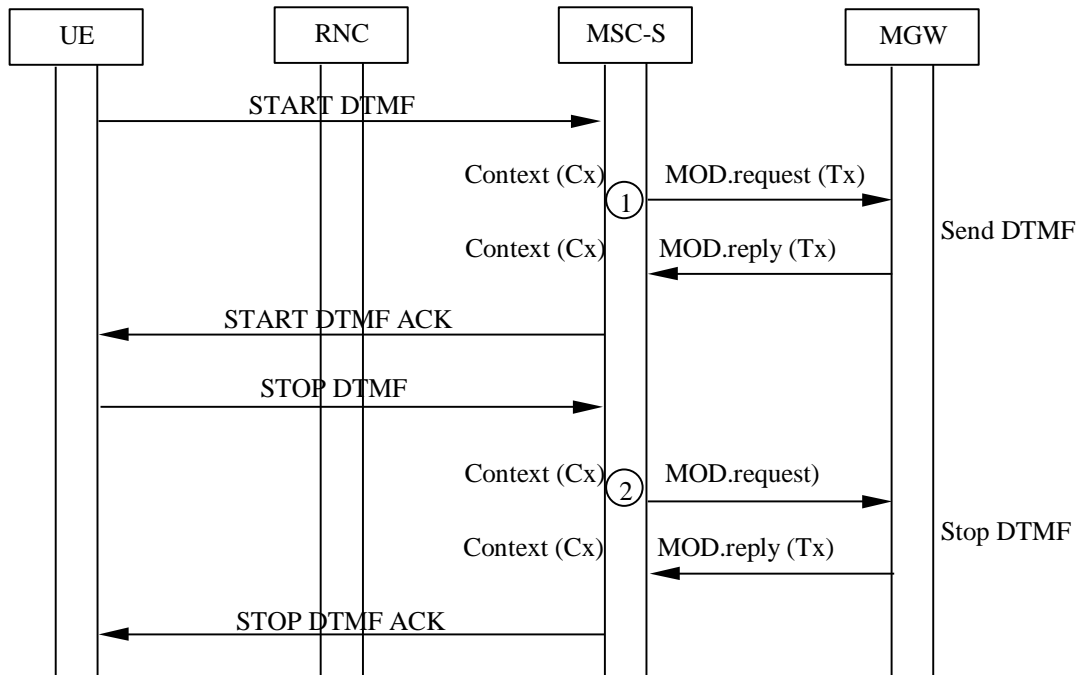 UE RNC MSC-S MGW
START DTMF
Context (Cx) MOD.request (Tx)
1
Send DTMF
Context (Cx) MOD.reply (Tx)
START DTMF ACK
STOP DTMF
Context (Cx) MOD.request)
2
Stop DTMF
Context (Cx) MOD.reply (Tx)
STOP DTMF ACK